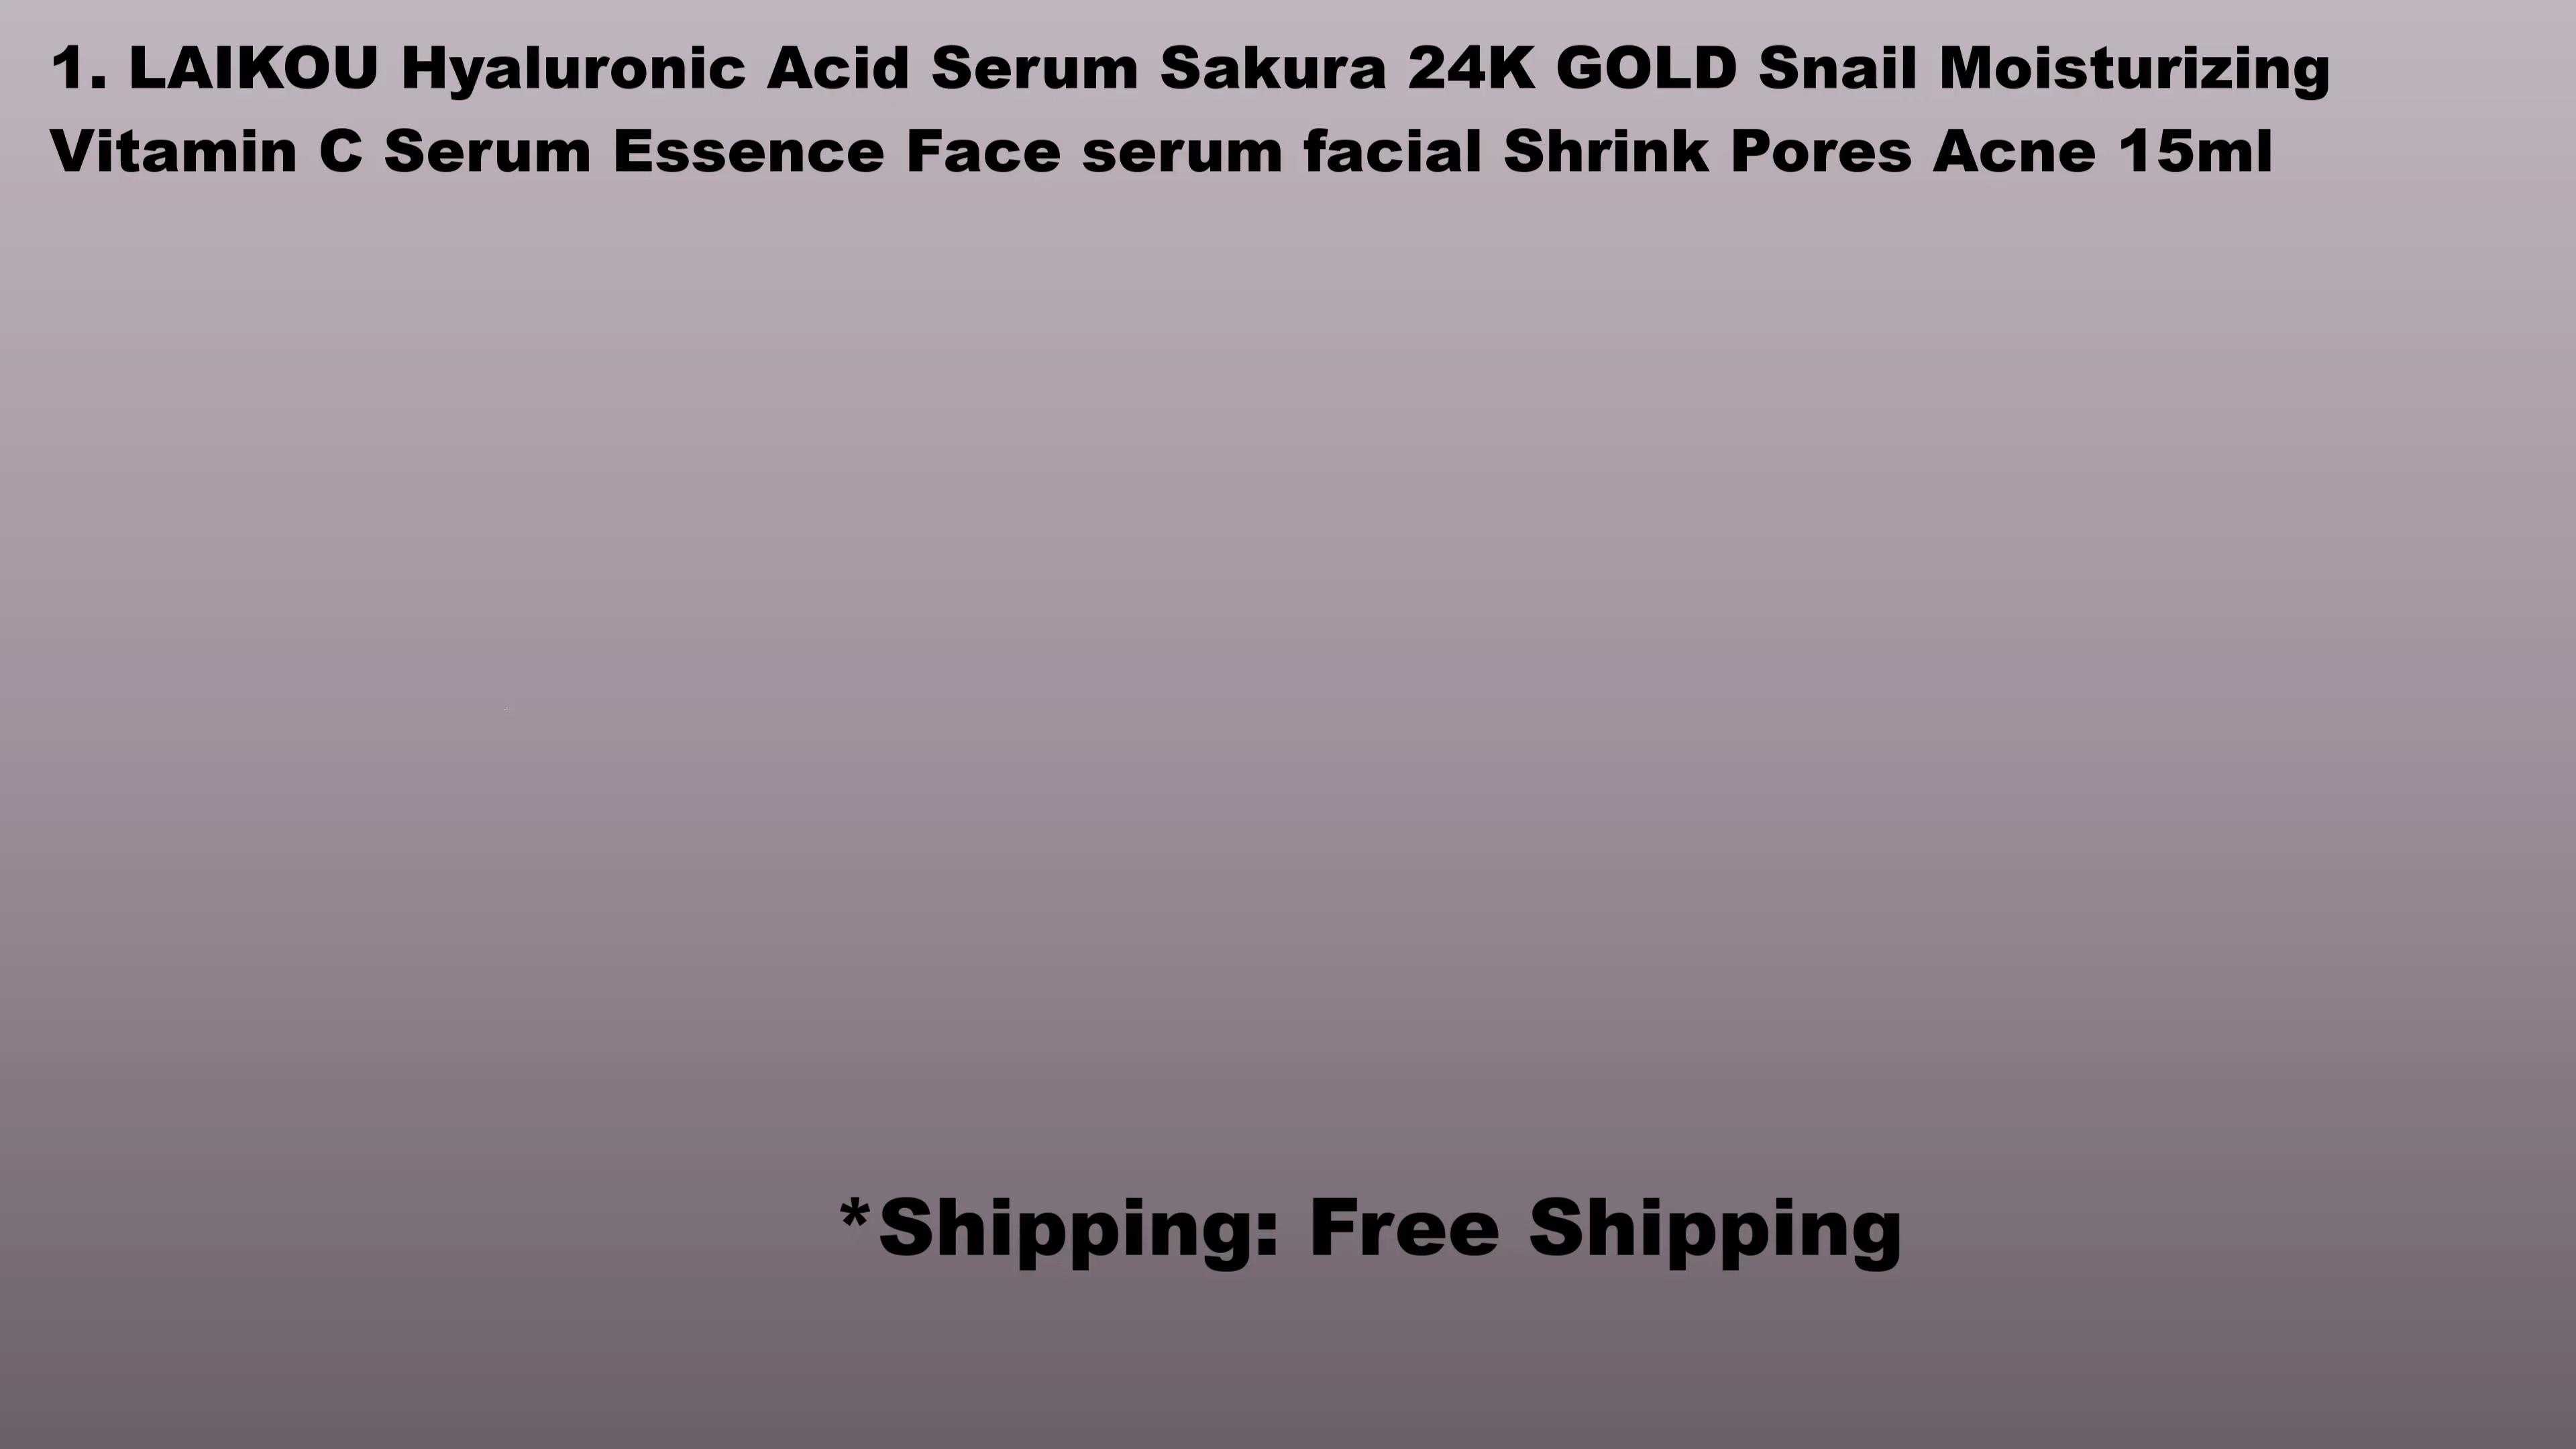 1. LAIKOU Hyaluronic Acid Serum Sakura 24K GOLD Snail Moisturizing
Vitamin C Serum Essence Face serum facial Shrink Pores Acne 15ml
*Shipping: Free Shipping